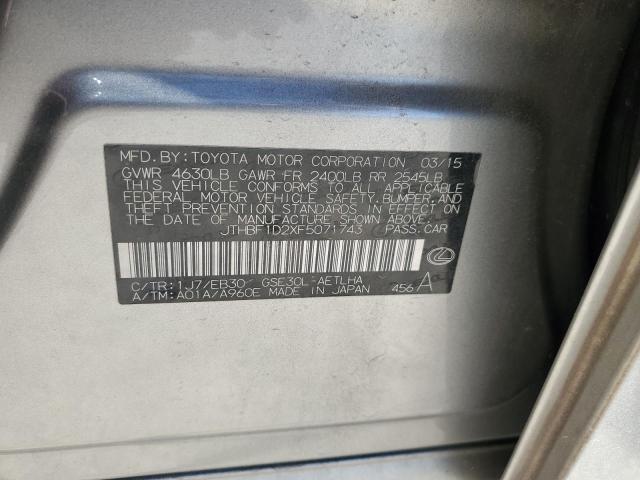 MFD.BY:TOYOTA MOTOR CORPORATION 03/15
GVWR 4630LB GAWR FR 2400LB RR 2545LB
THIS VEHICLE CONFORMS TO ALL APPLICABLE
FEDERAL MOTOR VEHICLE SAFETY,BUMPER,AND
THEFT PREVENTION STANDARDS IN EFFECT ON
THE DATE OF MANUFACTURE SHOWN ABOVE.
JTHBF1D2XF5071743 PASS.CAR
C/TR:1J7/EB30 GSE30L-AETLHA
A/TM:A01A/A960E MADE IN JAPAN 456 A